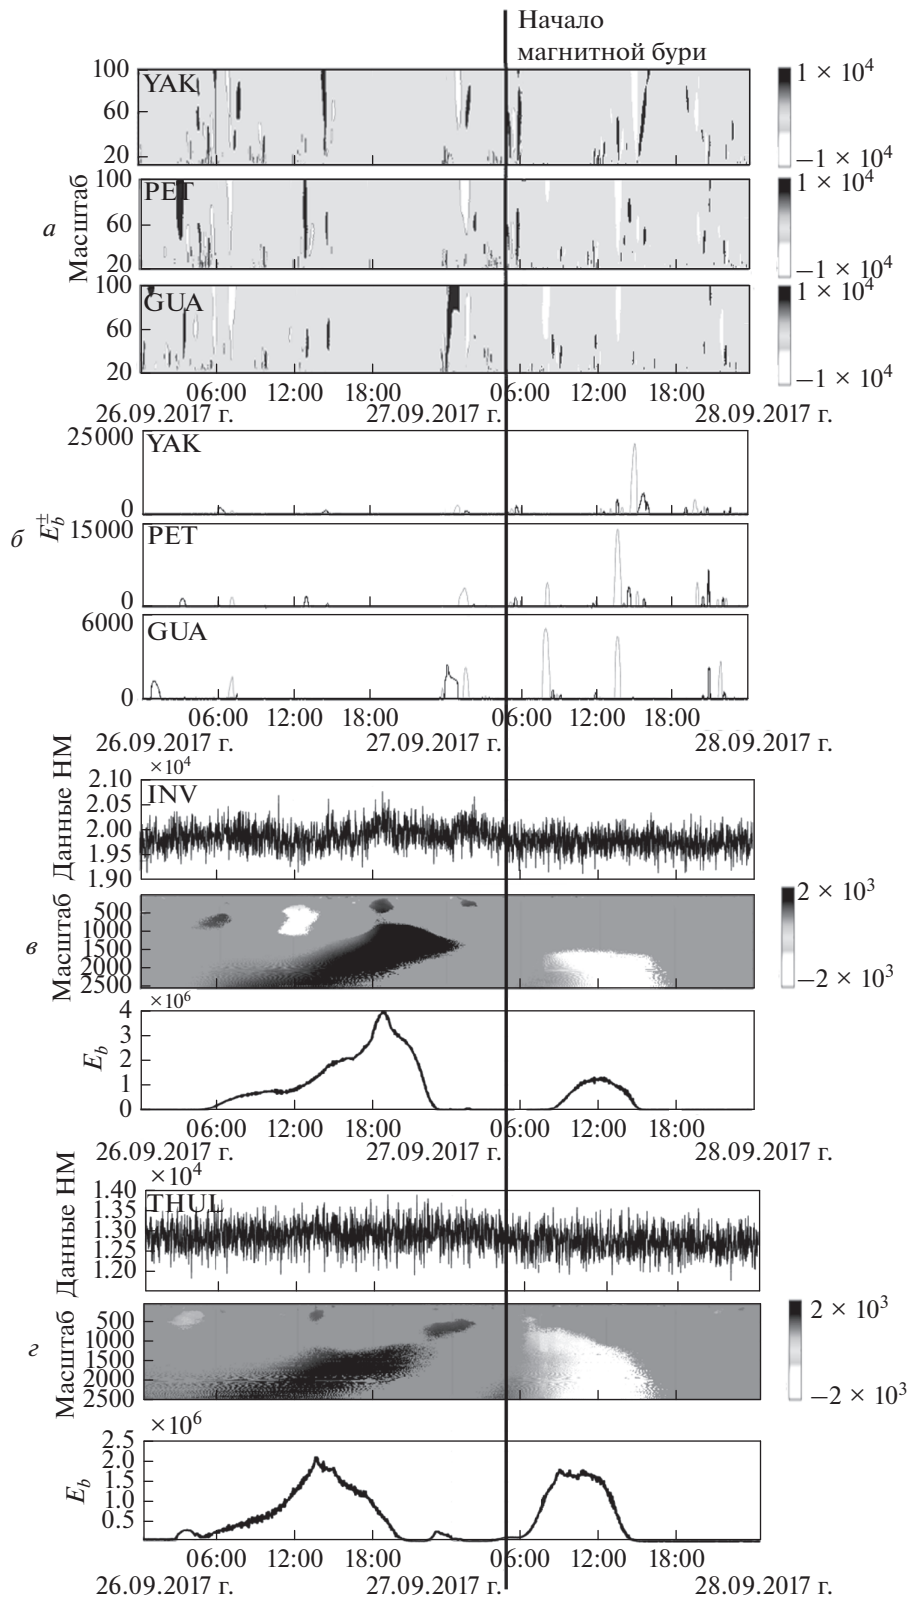 Начало
магнитной бури
а
Масштаб
100
60
20
YAK
1 × 10⁴
–1 × 10⁴
100
60
20
PET
1 × 10⁴
–1 × 10⁴
100
60
20
GUA
1 × 10⁴
–1 × 10⁴
06:00 12:00 18:00 06:00 12:00 18:00
26.09.2017 г. 27.09.2017 г. 28.09.2017 г.
б
E_b^±
25000
0
YAK
15000
0
PET
6000
0
GUA
06:00 12:00 18:00 06:00 12:00 18:00
26.09.2017 г. 27.09.2017 г. 28.09.2017 г.
×10⁴
Данные НМ
2.10
2.05
2.00
1.95
1.90
INV
в
Масштаб
500
1000
1500
2000
2500
2 × 10³
–2 × 10³
×10⁶
E_b
4
3
2
1
0
06:00 12:00 18:00 06:00 12:00 18:00
26.09.2017 г. 27.09.2017 г. 28.09.2017 г.
×10⁴
Данные НМ
1.40
1.35
1.30
1.25
1.20
THUL
г
Масштаб
500
1000
1500
2000
2500
2 × 10³
–2 × 10³
×10⁶
E_b
2.5
2.0
1.5
1.0
0.5
06:00 12:00 18:00 06:00 12:00 18:00
26.09.2017 г. 27.09.2017 г. 28.09.2017 г.